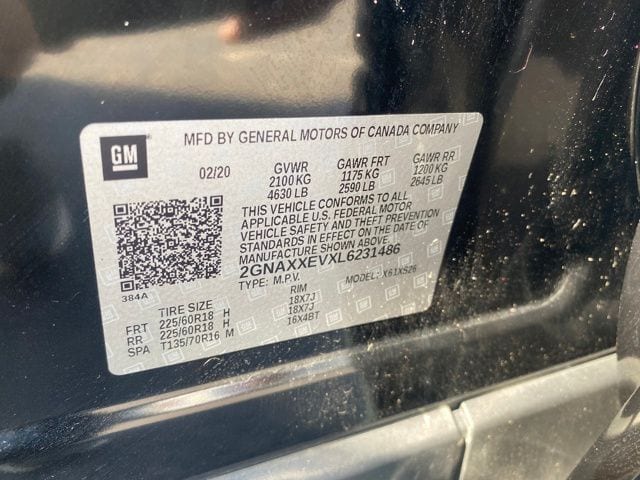 GM
MFD BY GENERAL MOTORS OF CANADA COMPANY
02/20 GVWR GAWR FRT GAWR RR
2100 KG 1175 KG 1200 KG
4630 LB 2590 LB 2645 LB
THIS VEHICLE CONFORMS TO ALL
APPLICABLE U.S. FEDERAL MOTOR
VEHICLE SAFETY AND THEFT PREVENTION
STANDARDS IN EFFECT ON THE DATE OF
MANUFACTURE SHOWN ABOVE.
2GNAXXEVXL6231486
TYPE: M.P.V. MODEL: X61XS26
384A
TIRE SIZE RIM
FRT 225/60R18 H 18X7J
RR 225/60R18 H 18X7J
SPA T135/70R16 M 16X4BT